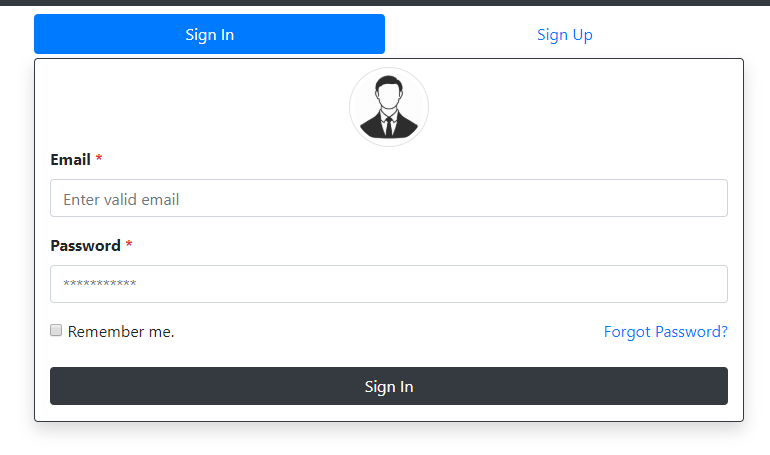 Sign In
Sign Up
Email *
Enter valid email
Password *
***********
Remember me.
Forgot Password?
Sign In